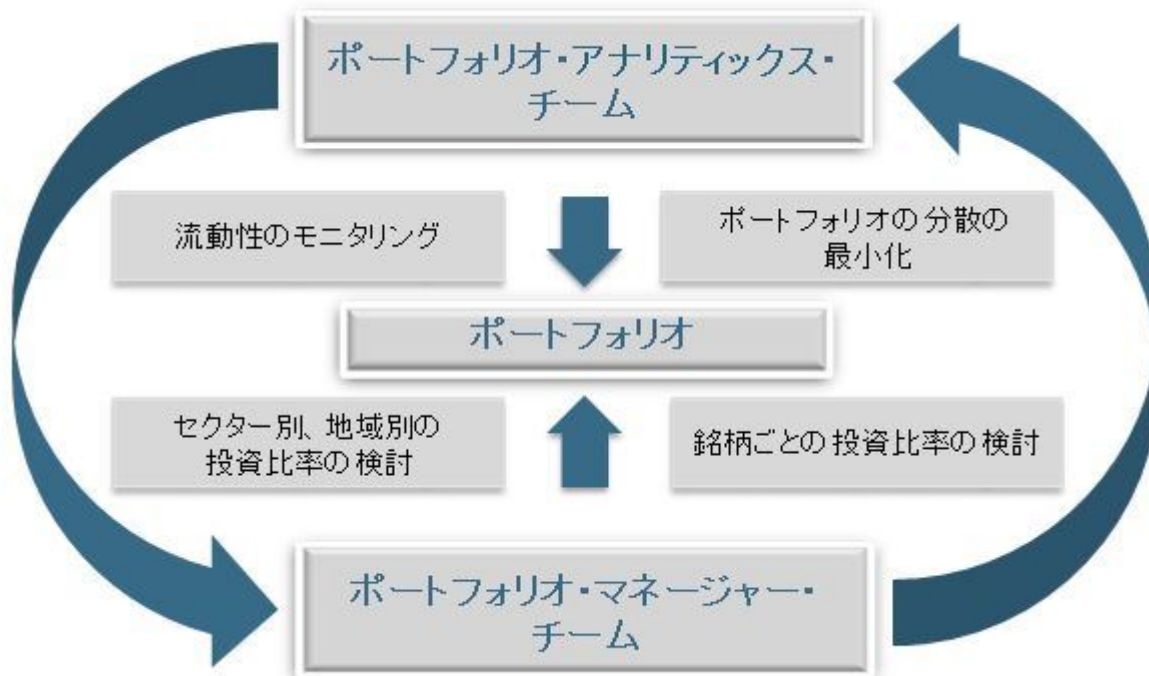 ポートフォリオ・アナリティックス・
チーム
流動性のモニタリング
ポートフォリオの分散の
最小化
ポートフォリオ
セクター別、地域別の
投資比率の検討
銘柄ごとの投資比率の検討
ポートフォリオ・マネージャー・
チーム